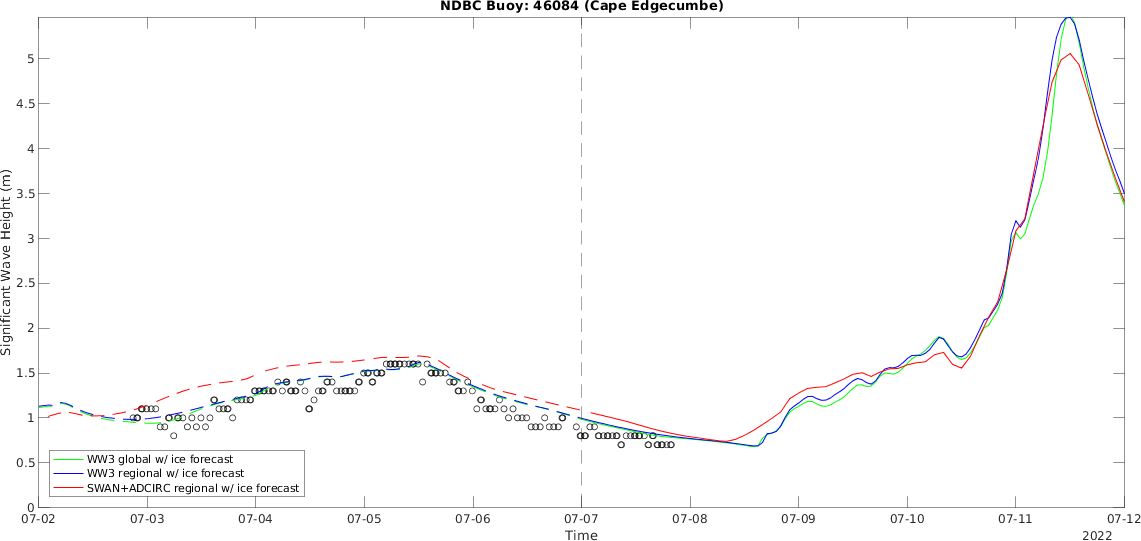 NDBC Buoy: 46084 (Cape Edgecumbe)
Significant Wave Height (m)
5
4.5
4
3.5
3
2.5
2
1.5
1
0.5
0
WW3 global w/ ice forecast
WW3 regional w/ ice forecast
SWAN+ADCIRC regional w/ ice forecast
07-02 07-03 07-04 07-05 07-06 07-07 07-08 07-09 07-10 07-11 07-12
Time
2022